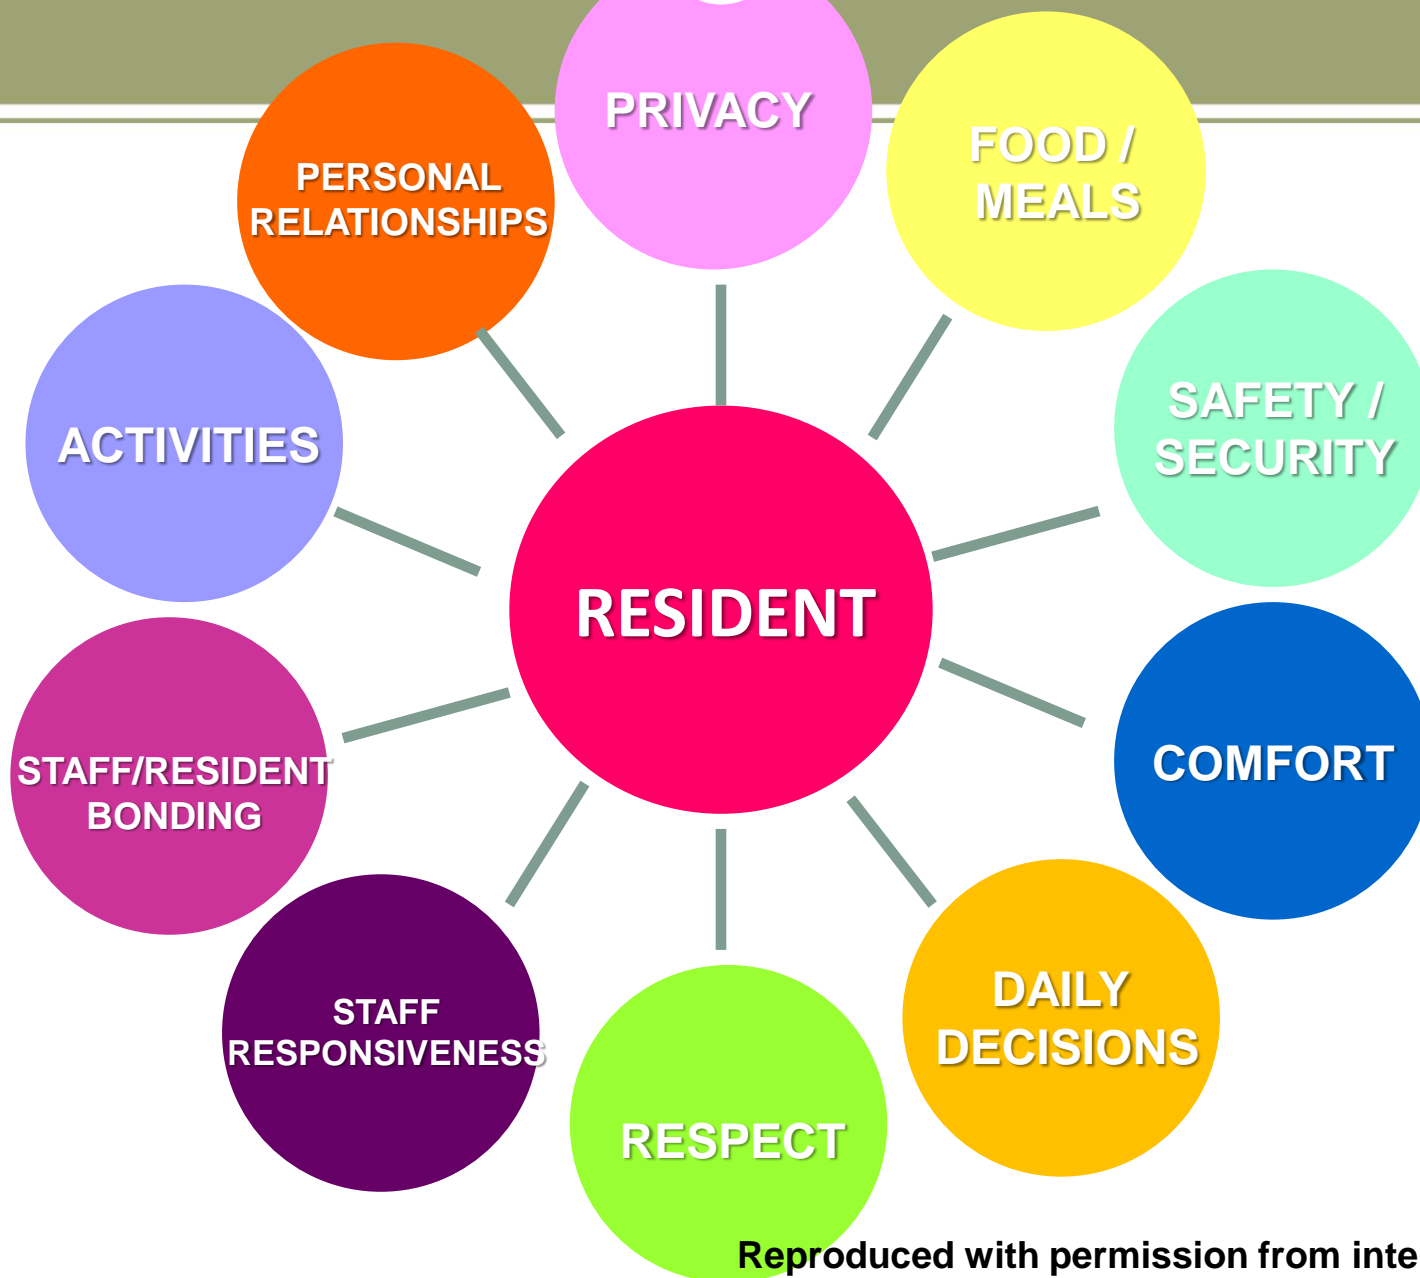 PRIVACY
FOOD /
MEALS
PERSONAL
RELATIONSHIPS
SAFETY /
SECURITY
ACTIVITIES
RESIDENT
COMFORT
STAFF/RESIDENT
BONDING
DAILY
DECISIONS
STAFF
RESPONSIVENESS
RESPECT
Reproduced with permission from